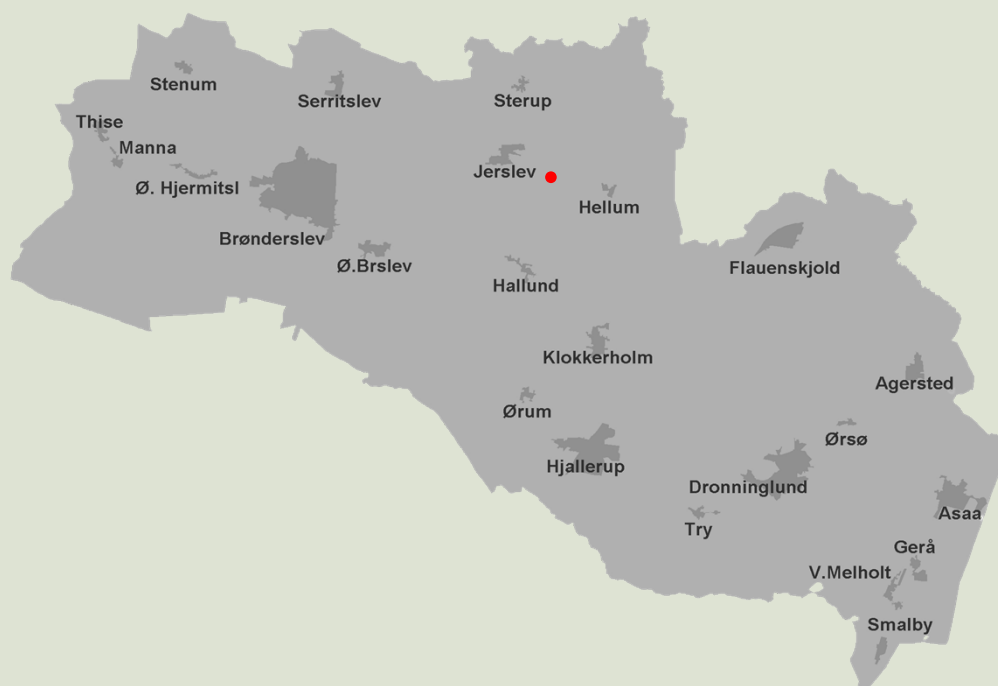 Stenum
Serritslev
Sterup
Thise
Manna
Ø. Hjermitsl
Jerslev
Hellum
Brønderslev
Ø.Brslev
Flauenskjold
Hallund
Klokkerholm
Agersted
Ørum
Ørsø
Hjallerup
Dronninglund
Asaa
Try
Gerå
V.Melholt
Smalby